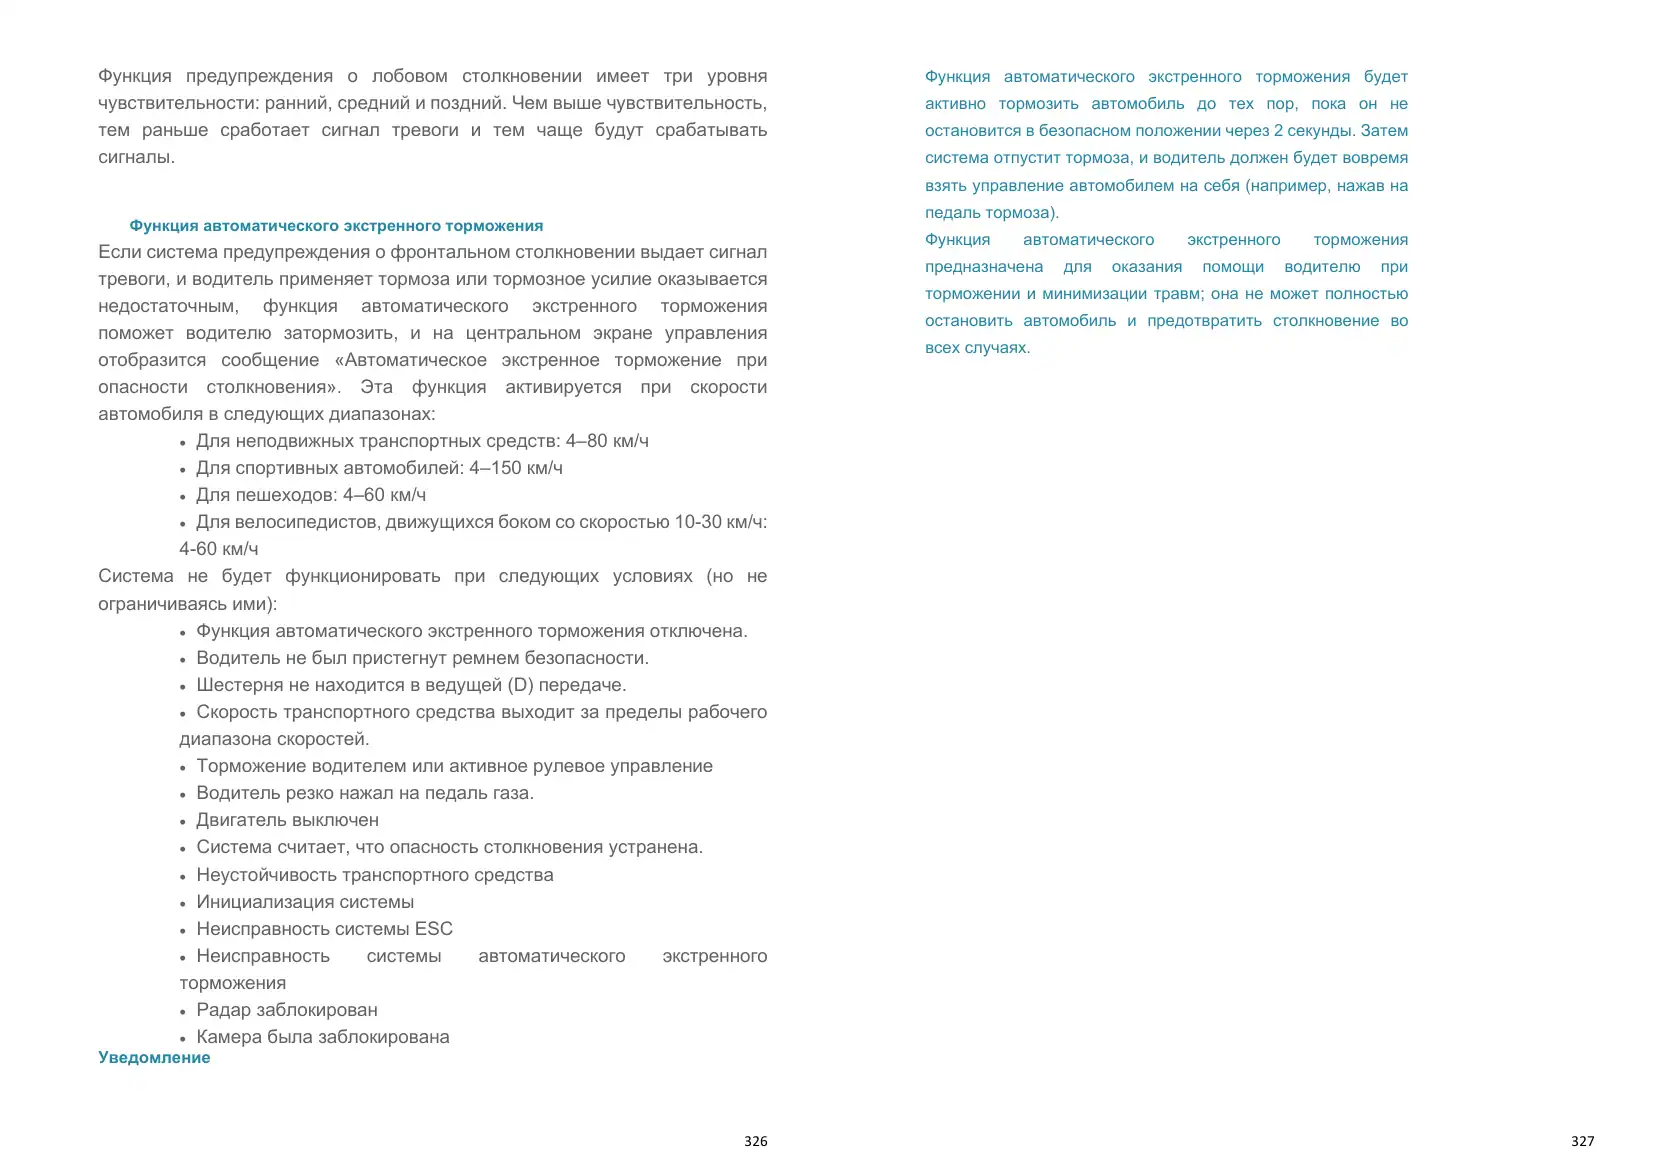 Функция предупреждения о лобовом столкновении имеет три уровня
чувствительности: ранний, средний и поздний. Чем выше чувствительность,
тем раньше сработает сигнал тревоги и тем чаще будут срабатывать
сигналы.
Функция автоматического экстренного торможения
Если система предупреждения о фронтальном столкновении выдает сигнал
тревоги, и водитель применяет тормоза или тормозное усилие оказывается
недостаточным, функция автоматического экстренного торможения
поможет водителю затормозить, и на центральном экране управления
отобразится сообщение «Автоматическое экстренное торможение при
опасности столкновения». Эта функция активируется при скорости
автомобиля в следующих диапазонах:
• Для неподвижных транспортных средств: 4–80 км/ч
• Для спортивных автомобилей: 4–150 км/ч
• Для пешеходов: 4–60 км/ч
• Для велосипедистов, движущихся боком со скоростью 10-30 км/ч:
4-60 км/ч
Система не будет функционировать при следующих условиях (но не
ограничиваясь ими):
• Функция автоматического экстренного торможения отключена.
• Водитель не был пристегнут ремнем безопасности.
• Шестерня не находится в ведущей (D) передаче.
• Скорость транспортного средства выходит за пределы рабочего
диапазона скоростей.
• Торможение водителем или активное рулевое управление
• Водитель резко нажал на педаль газа.
• Двигатель выключен
• Система считает, что опасность столкновения устранена.
• Неустойчивость транспортного средства
• Инициализация системы
• Неисправность системы ESC
• Неисправность системы автоматического экстренного
торможения
• Радар заблокирован
• Камера была заблокирована
Уведомление
326
Функция автоматического экстренного торможения будет
активно тормозить автомобиль до тех пор, пока он не
остановится в безопасном положении через 2 секунды. Затем
система отпустит тормоза, и водитель должен будет вовремя
взять управление автомобилем на себя (например, нажав на
педаль тормоза).
Функция автоматического экстренного торможения
предназначена для оказания помощи водителю при
торможении и минимизации травм; она не может полностью
остановить автомобиль и предотвратить столкновение во
всех случаях.
327